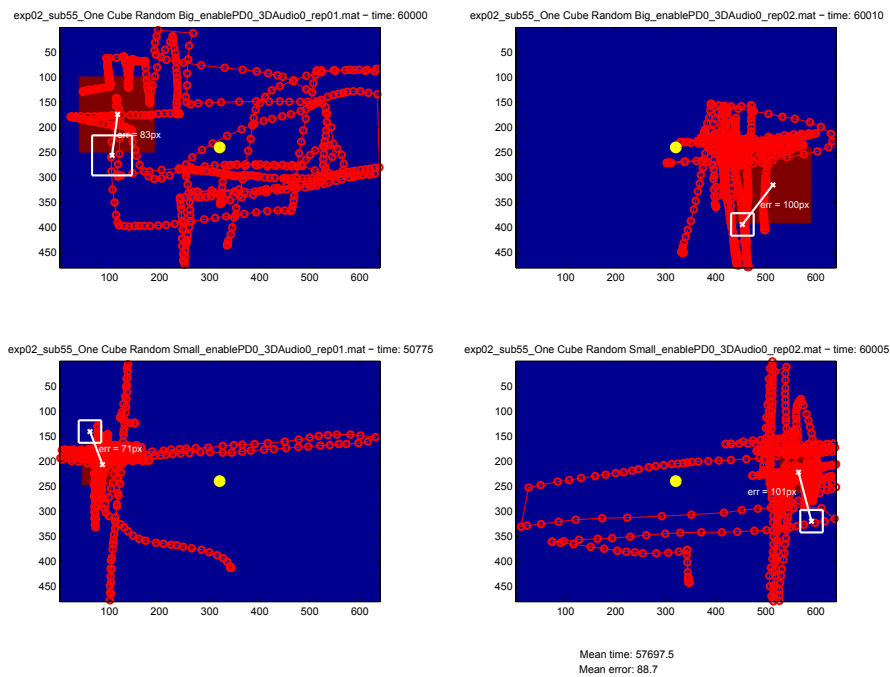 exp02_sub55_One Cube Random Big_enablePD0_3DAudio0_rep01.mat − time: 60000
50
100
150
200
250
300
350
400
450
err = 83px
100 200 300 400 500 600
exp02_sub55_One Cube Random Big_enablePD0_3DAudio0_rep02.mat − time: 60010
50
100
150
200
250
300
350
400
450
err = 100px
100 200 300 400 500 600
exp02_sub55_One Cube Random Small_enablePD0_3DAudio0_rep01.mat − time: 50775
50
100
150
200
250
300
350
400
450
err = 71px
100 200 300 400 500 600
exp02_sub55_One Cube Random Small_enablePD0_3DAudio0_rep02.mat − time: 60005
50
100
150
200
250
300
350
400
450
err = 101px
100 200 300 400 500 600
Mean time: 57697.5
Mean error: 88.7